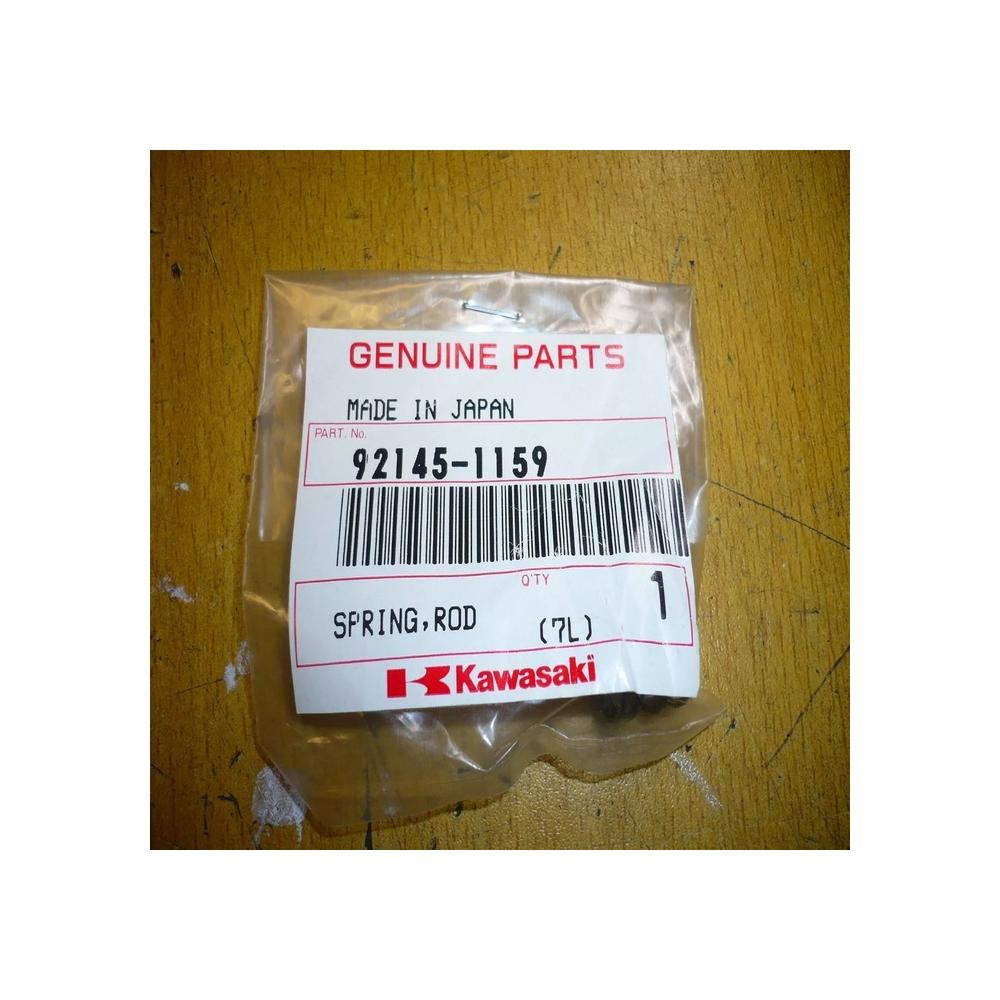 GENUINE PARTS
MADE IN JAPAN
PART. No.
92145-1159
Q'TY
SPRING,ROD (7L) 1
Kawasaki